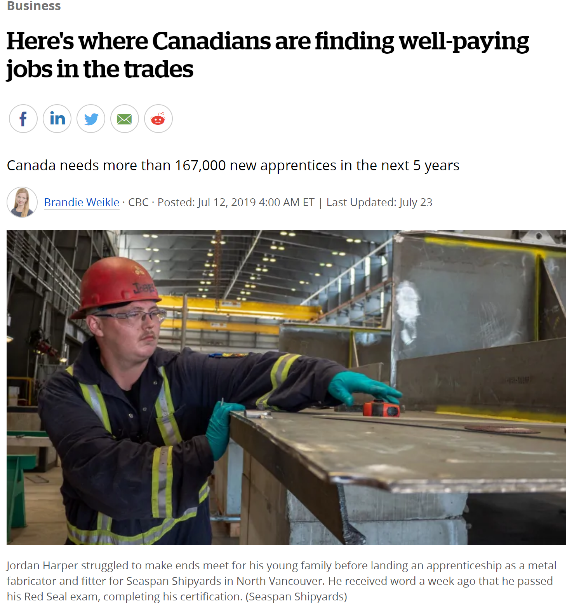 Business
Here's where Canadians are finding well-paying
jobs in the trades
Canada needs more than 167,000 new apprentices in the next 5 years
Brandie Weikle · CBC · Posted: Jul 12, 2019 4:00 AM ET | Last Updated: July 23
Jordan Harper struggled to make ends meet for his young family before landing an apprenticeship as a metal
fabricator and fitter for Seaspan Shipyards in North Vancouver. He received word a week ago that he passed
his Red Seal exam, completing his certification. (Seaspan Shipyards)